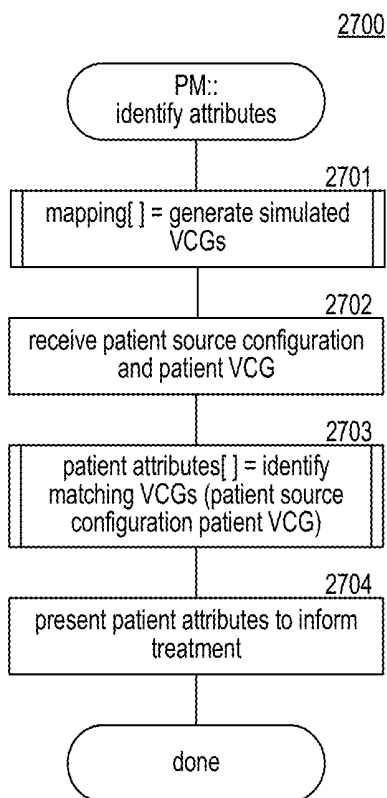 2700
PM::
identify attributes
2701
mapping[ ] = generate simulated
VCGs
2702
receive patient source configuration
and patient VCG
2703
patient attributes[ ] = identify
matching VCGs (patient source
configuration patient VCG)
2704
present patient attributes to inform
treatment
done